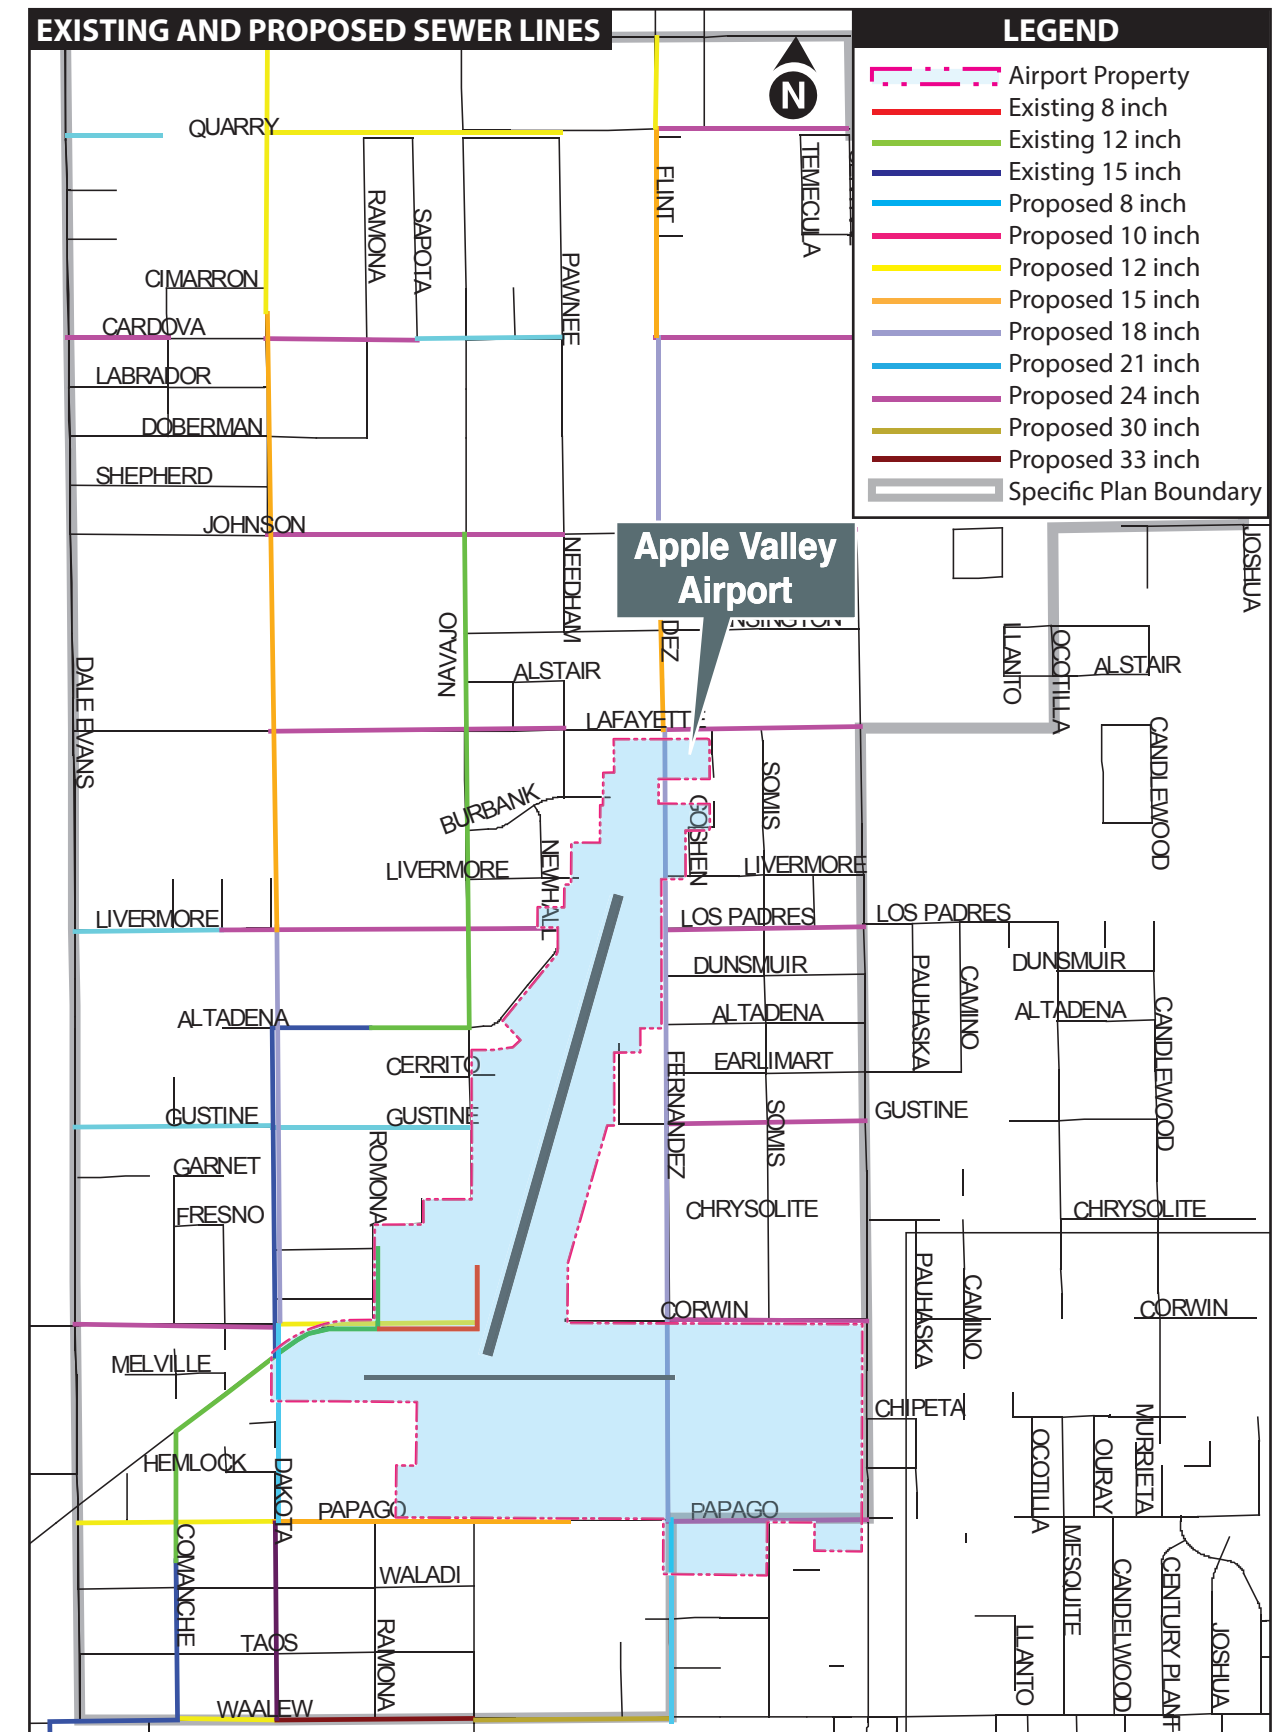 EXISTING AND PROPOSED SEWER LINES
LEGEND
N
Airport Property
Existing 8 inch
Existing 12 inch
Existing 15 inch
Proposed 8 inch
Proposed 10 inch
Proposed 12 inch
Proposed 15 inch
Proposed 18 inch
Proposed 21 inch
Proposed 24 inch
Proposed 30 inch
Proposed 33 inch
Specific Plan Boundary
QUARRY
FLINT
TEMECULA
RAMONA
SAPOTA
PAWNEE
CIMARRON
CARDOVA
LABRADOR
DOBERMAN
SHEPHERD
JOHNSON
Apple Valley
Airport
NEEDHAM
JOSHUA
NAVAJO
DEZ
NSINGTON
LLANTO
OCOTILLA
ALSTAIR
ALSTAIR
DALE EVANS
LAFAYETTE
CANDLEWOOD
SOMIS
BURBANK
GOSHEN
NEWHALL
LIVERMORE
LIVERMORE
LIVERMORE
LOS PADRES
LOS PADRES
DUNSMUIR
DUNSMUIR
PAUHASKA
CAMINO
ALTADENA
ALTADENA
ALTADENA
CANDLEWOOD
CERRITO
EARLIMART
FERNANDEZ
GUSTINE
GUSTINE
GUSTINE
SOMIS
ROMONA
GARNET
FRESNO
CHRYSOLITE
CHRYSOLITE
PAUHASKA
CAMINO
CORWIN
CORWIN
MELVILLE
CHIPETA
MURRIETA
OCOTILLA
OURAY
HEMLOCK
DAKOTA
PAPAGO
PAPAGO
COMANCHE
WALADI
MESQUITE
CANDELWOOD
CENTURY PLANT
JOSHUA
LLANTO
TAOS
RAMONA
WAALEW